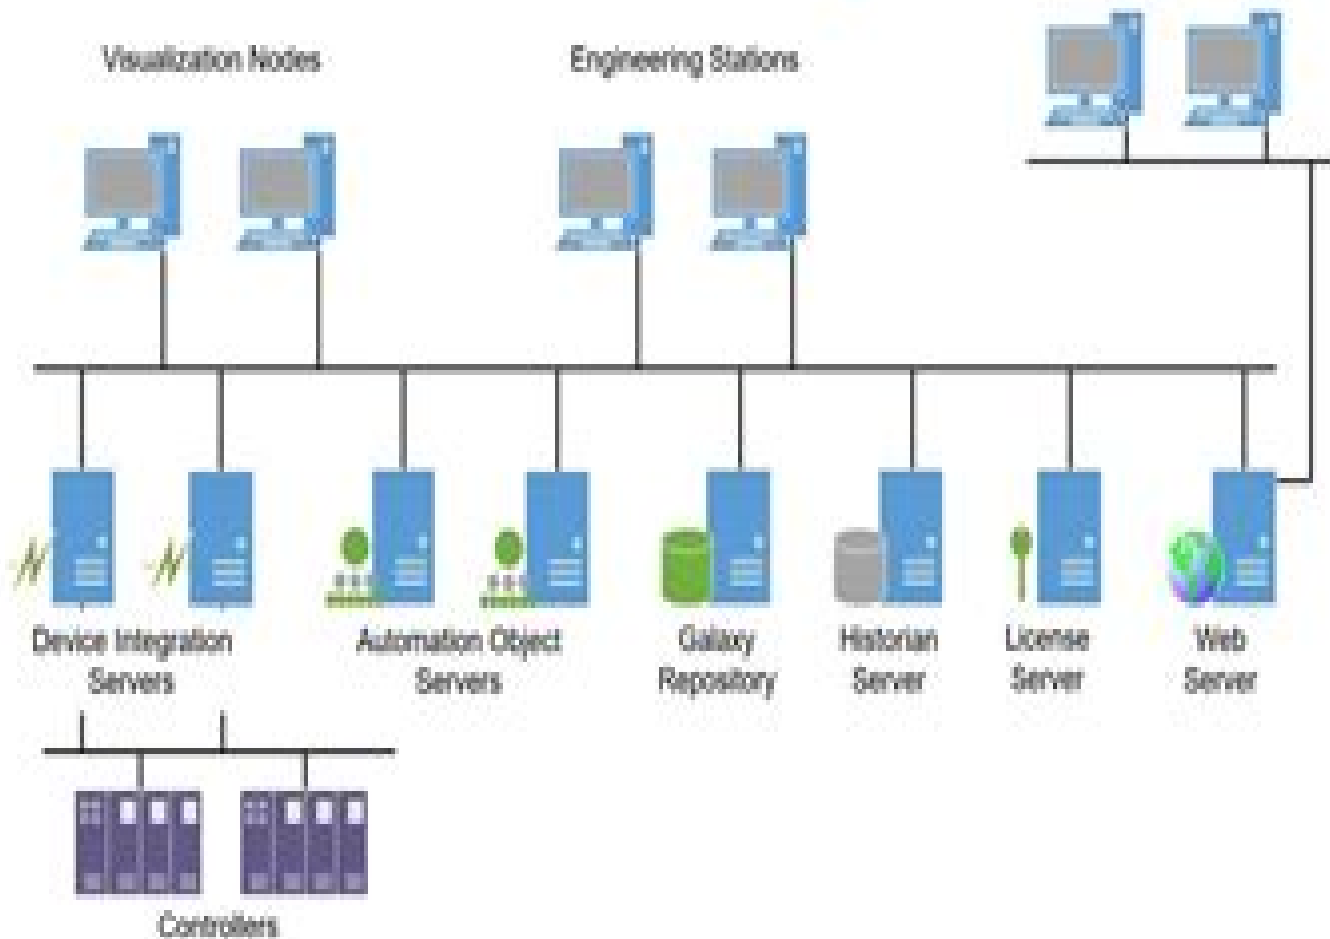 Visualization Nodes
Engineering Stations
Device Integration
Servers
Automation Object
Servers
Galaxy
Repository
Historian
Server
License
Server
Web
Server
Controllers